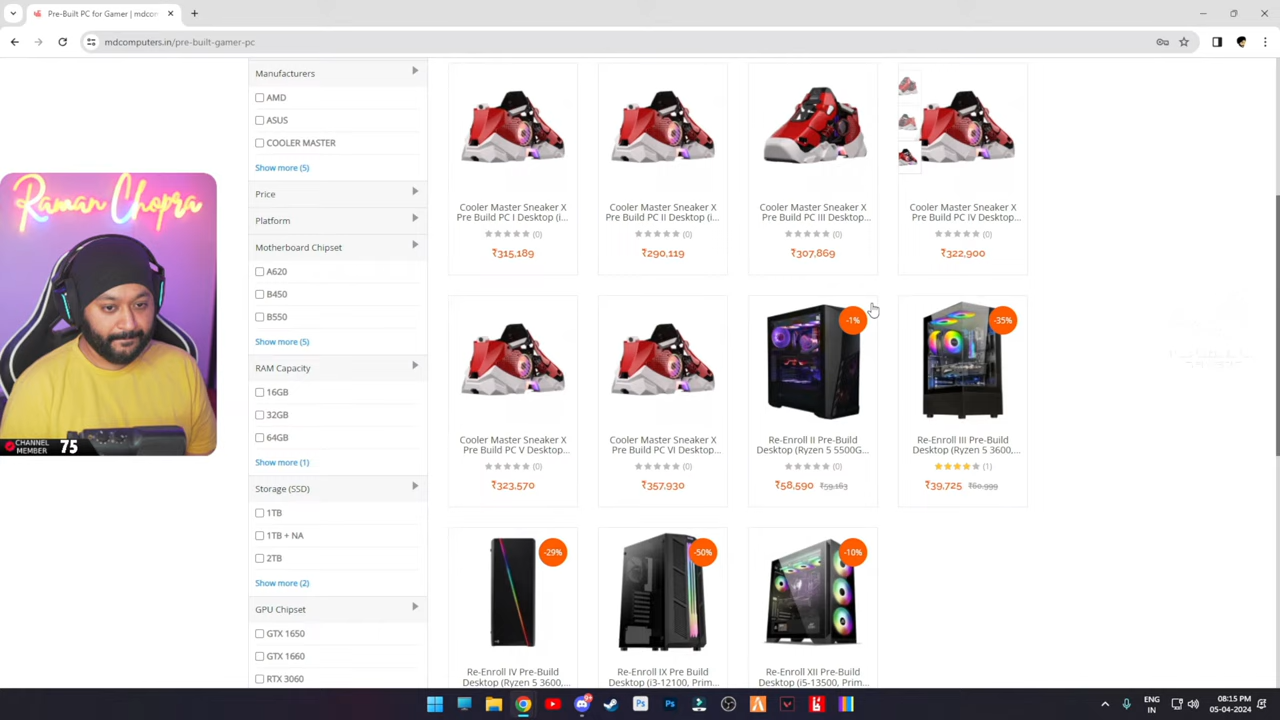 Pre-Built PC for Gamer | mdcom
mdcomputers.in/pre-built-gamer-pc
Manufacturers
AMD
ASUS
COOLER MASTER
Show more (5)
Price
Platform
Motherboard Chipset
A620
B450
B550
Show more (5)
RAM Capacity
16GB
32GB
64GB
Show more (1)
Storage (SSD)
1TB
1TB + NA
2TB
Show more (2)
GPU Chipset
GTX 1650
GTX 1660
RTX 3060
Cooler Master Sneaker X
Pre Build PC I Desktop (i...
(0)
₹315,189
Cooler Master Sneaker X
Pre Build PC II Desktop (i...
(0)
₹290,119
Cooler Master Sneaker X
Pre Build PC III Desktop...
(0)
₹307,869
Cooler Master Sneaker X
Pre Build PC IV Desktop...
(0)
₹322,900
Cooler Master Sneaker X
Pre Build PC V Desktop...
(0)
₹323,570
Cooler Master Sneaker X
Pre Build PC VI Desktop...
(0)
₹357,930
-1%
Re-Enroll II Pre-Build
Desktop (Ryzen 5 5500G...
(0)
₹58,590 ₹59,163
-35%
Re-Enroll III Pre-Build
Desktop (Ryzen 5 3600,...
(1)
₹39,725 ₹60,999
-29%
Re-Enroll IV Pre-Build
Desktop (Ryzen 5 3600,...
-50%
Re-Enroll IX Pre Build
Desktop (i3-12100, Prim...
-10%
Re-Enroll XII Pre-Build
Desktop (i5-13500, Prim...
Raman Chopra
CHANNEL
MEMBER 75
9+
ENG
IN
08:15 PM
05-04-2024